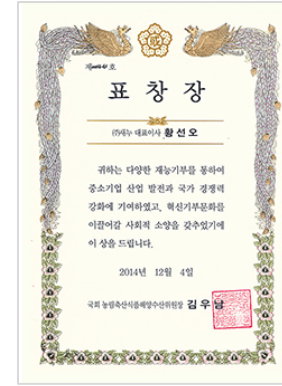 제 호
표 창 장
㈜새누 대표이사 황선오
귀하는 다양한 재능기부를 통하여
중소기업 산업 발전과 국가 경쟁력
강화에 기여하였고, 혁신기부문화를
이끌어갈 사회적 소양을 갖추었기에
이 상을 드립니다.
2014년 12월 4일
국회 농림축산식품해양수산위원장 김우남